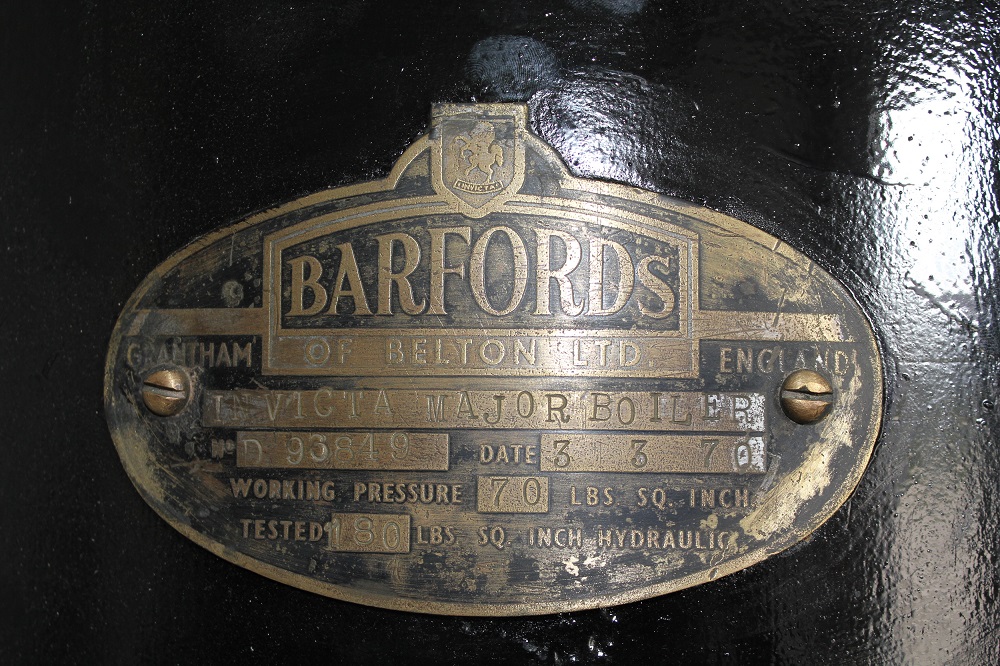 INVICTA
BARFORDS
GRANTHAM OF BELTON LTD. ENGLAND
INVICTA MAJOR BOILER
No D 93849 DATE 3 3 70
WORKING PRESSURE 70 LBS. SQ. INCH
TESTED 180 LBS. SQ. INCH HYDRAULIC